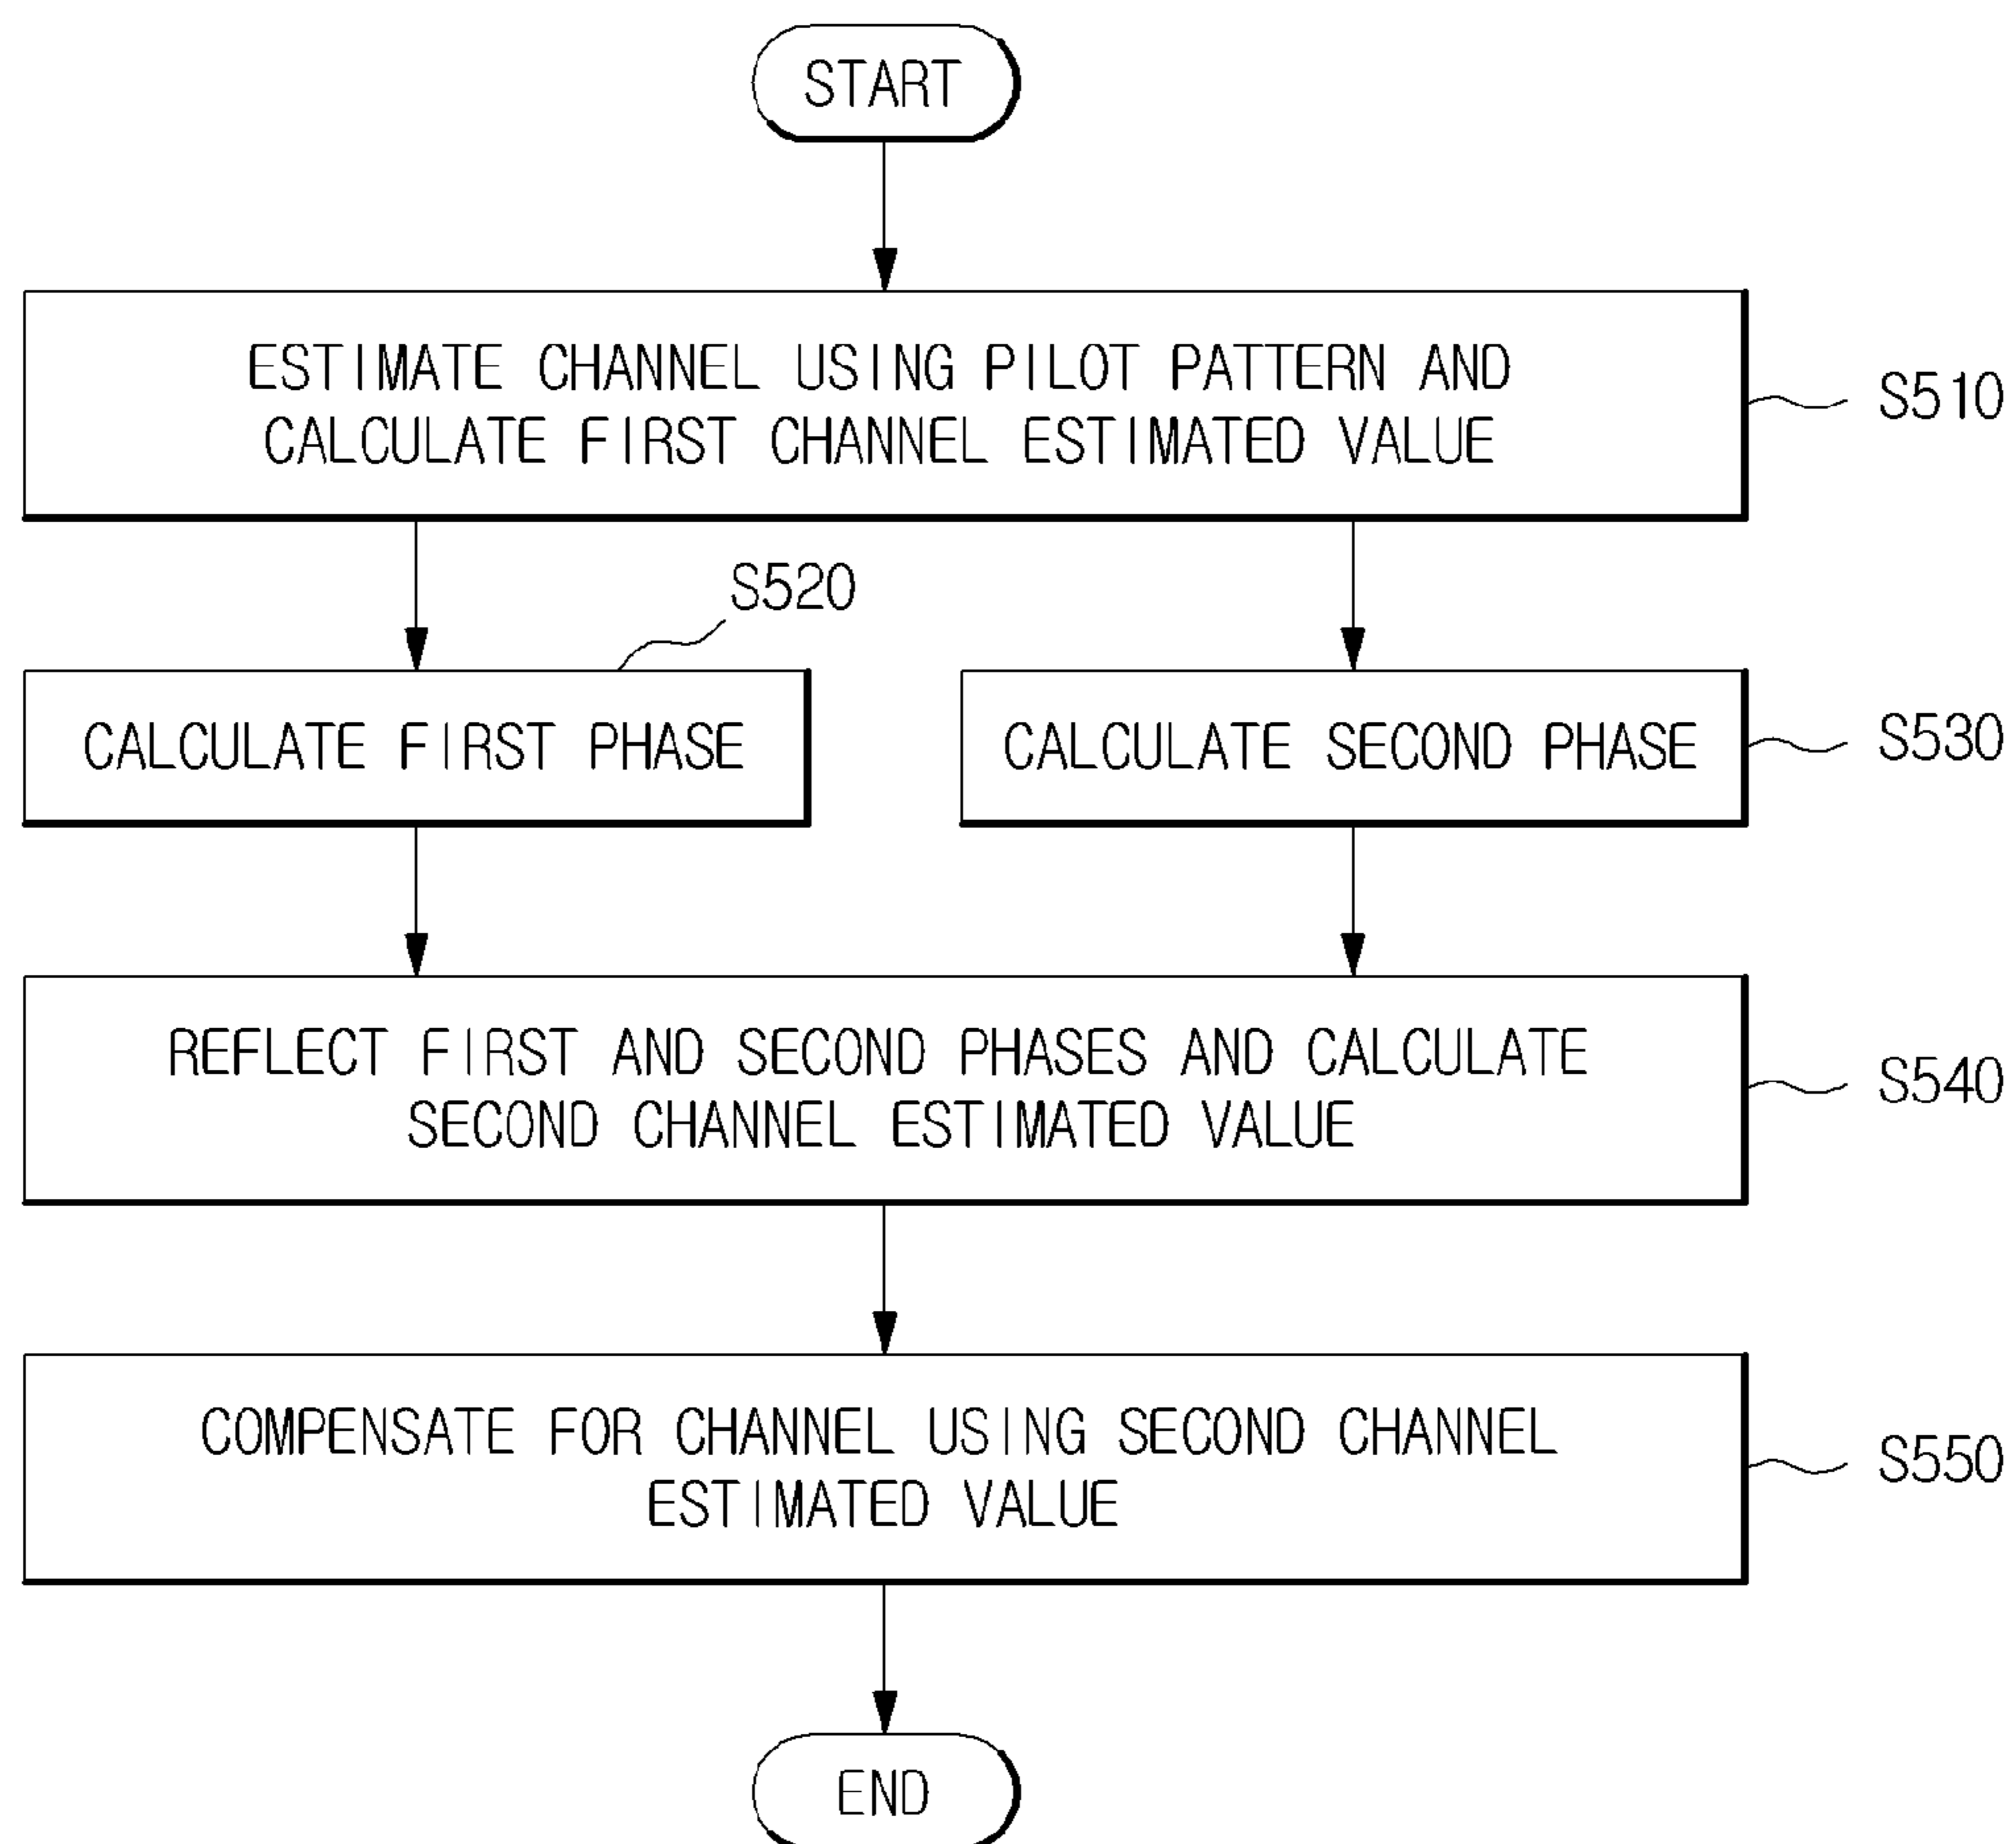 START
ESTIMATE CHANNEL USING PILOT PATTERN AND
CALCULATE FIRST CHANNEL ESTIMATED VALUE
S510
S520
CALCULATE FIRST PHASE
CALCULATE SECOND PHASE
S530
REFLECT FIRST AND SECOND PHASES AND CALCULATE
SECOND CHANNEL ESTIMATED VALUE
S540
COMPENSATE FOR CHANNEL USING SECOND CHANNEL
ESTIMATED VALUE
S550
END